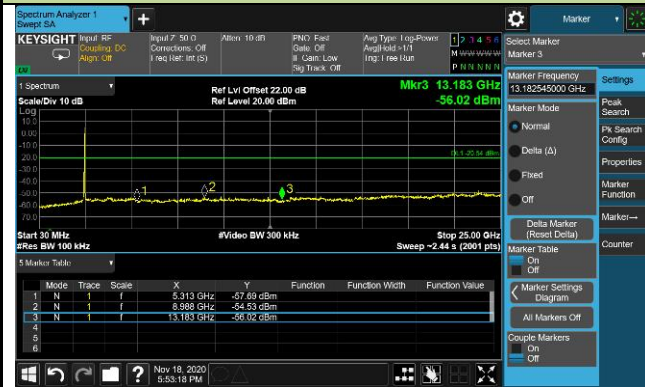 Spectrum Analyzer 1
Swept SA
Marker
KEYSIGHT
Input: RF
Coupling: DC
Align: Off
Input Z: 50 Ω
Corrections: Off
Freq Ref: Int (S)
Atten: 10 dB
PNO: Fast
Gate: Off
IF Gain: Low
Sig Track: Off
Avg Type: Log-Power
Avg|Hold >1/1
Trig: Free Run
1 2 3 4 5 6
M W W W W W
P N N N N N
Select Marker
Marker 3
1 Spectrum
Scale/Div 10 dB
Log
Ref Lvl Offset 22.00 dB
Ref Level 20.00 dBm
Mkr3 13.183 GHz
-56.02 dBm
10.0
0.00
-10.0
-20.0
-30.0
-40.0
-50.0
-60.0
-70.0
1
2
3
Start 30 MHz
#Res BW 100 kHz
#Video BW 300 kHz
Stop 25.00 GHz
Sweep ~2.44 s (2001 pts)
5 Marker Table
Mode Trace Scale X Y Function Function Width Function Value
1 N 1 f 5.313 GHz -57.69 dBm
2 N 1 f 8.988 GHz -54.53 dBm
3 N 1 f 13.183 GHz -56.02 dBm
4
5
6
Marker Frequency
13.182545000 GHz
Marker Mode
Normal
Delta (Δ)
Fixed
Off
Delta Marker
(Reset Delta)
Marker Table
On
Off
Marker Settings
Diagram
All Markers Off
Couple Markers
On
Off
Settings
Peak
Search
Pk Search
Config
Properties
Marker
Function
Marker→
Counter
?
Nov 18, 2020
5:53:18 PM